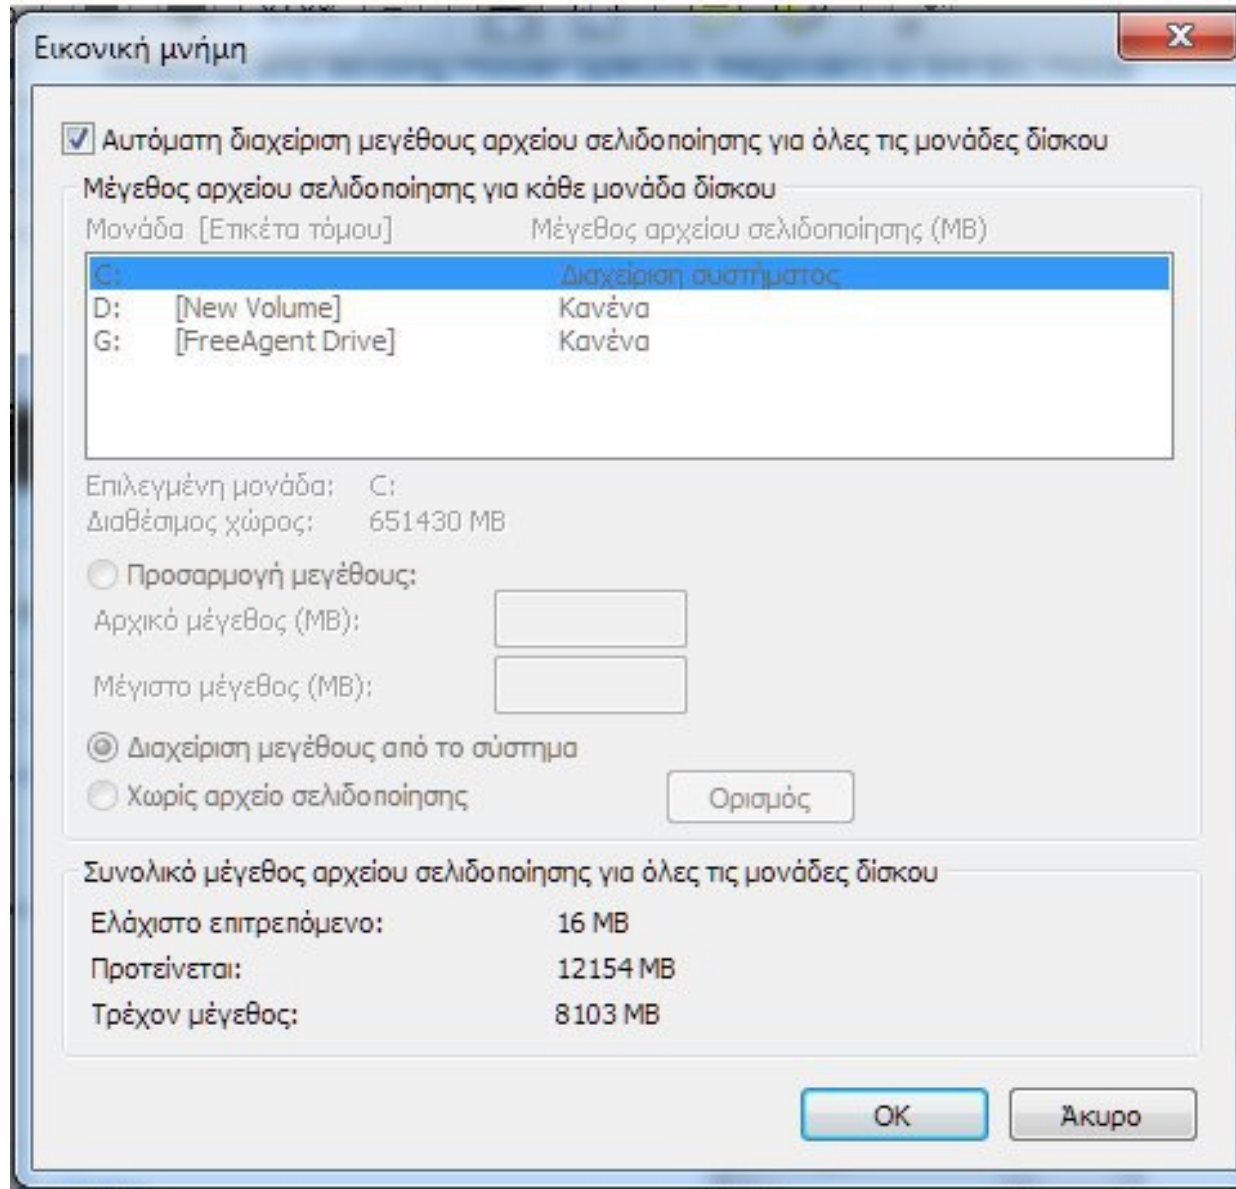 Εικονική μνήμη
Αυτόματη διαχείριση μεγέθους αρχείου σελιδοποίησης για όλες τις μονάδες δίσκου
Μέγεθος αρχείου σελιδοποίησης για κάθε μονάδα δίσκου
Μονάδα [Ετικέτα τόμου] Μέγεθος αρχείου σελιδοποίησης (MB)
C: Διαχείριση συστήματος
D: [New Volume] Κανένα
G: [FreeAgent Drive] Κανένα
Επιλεγμένη μονάδα: C:
Διαθέσιμος χώρος: 651430 MB
Προσαρμογή μεγέθους:
Αρχικό μέγεθος (MB):
Μέγιστο μέγεθος (MB):
Διαχείριση μεγέθους από το σύστημα
Χωρίς αρχείο σελιδοποίησης Ορισμός
Συνολικό μέγεθος αρχείου σελιδοποίησης για όλες τις μονάδες δίσκου
Ελάχιστο επιτρεπόμενο: 16 MB
Προτείνεται: 12154 MB
Τρέχον μέγεθος: 8103 MB
OK Άκυρο